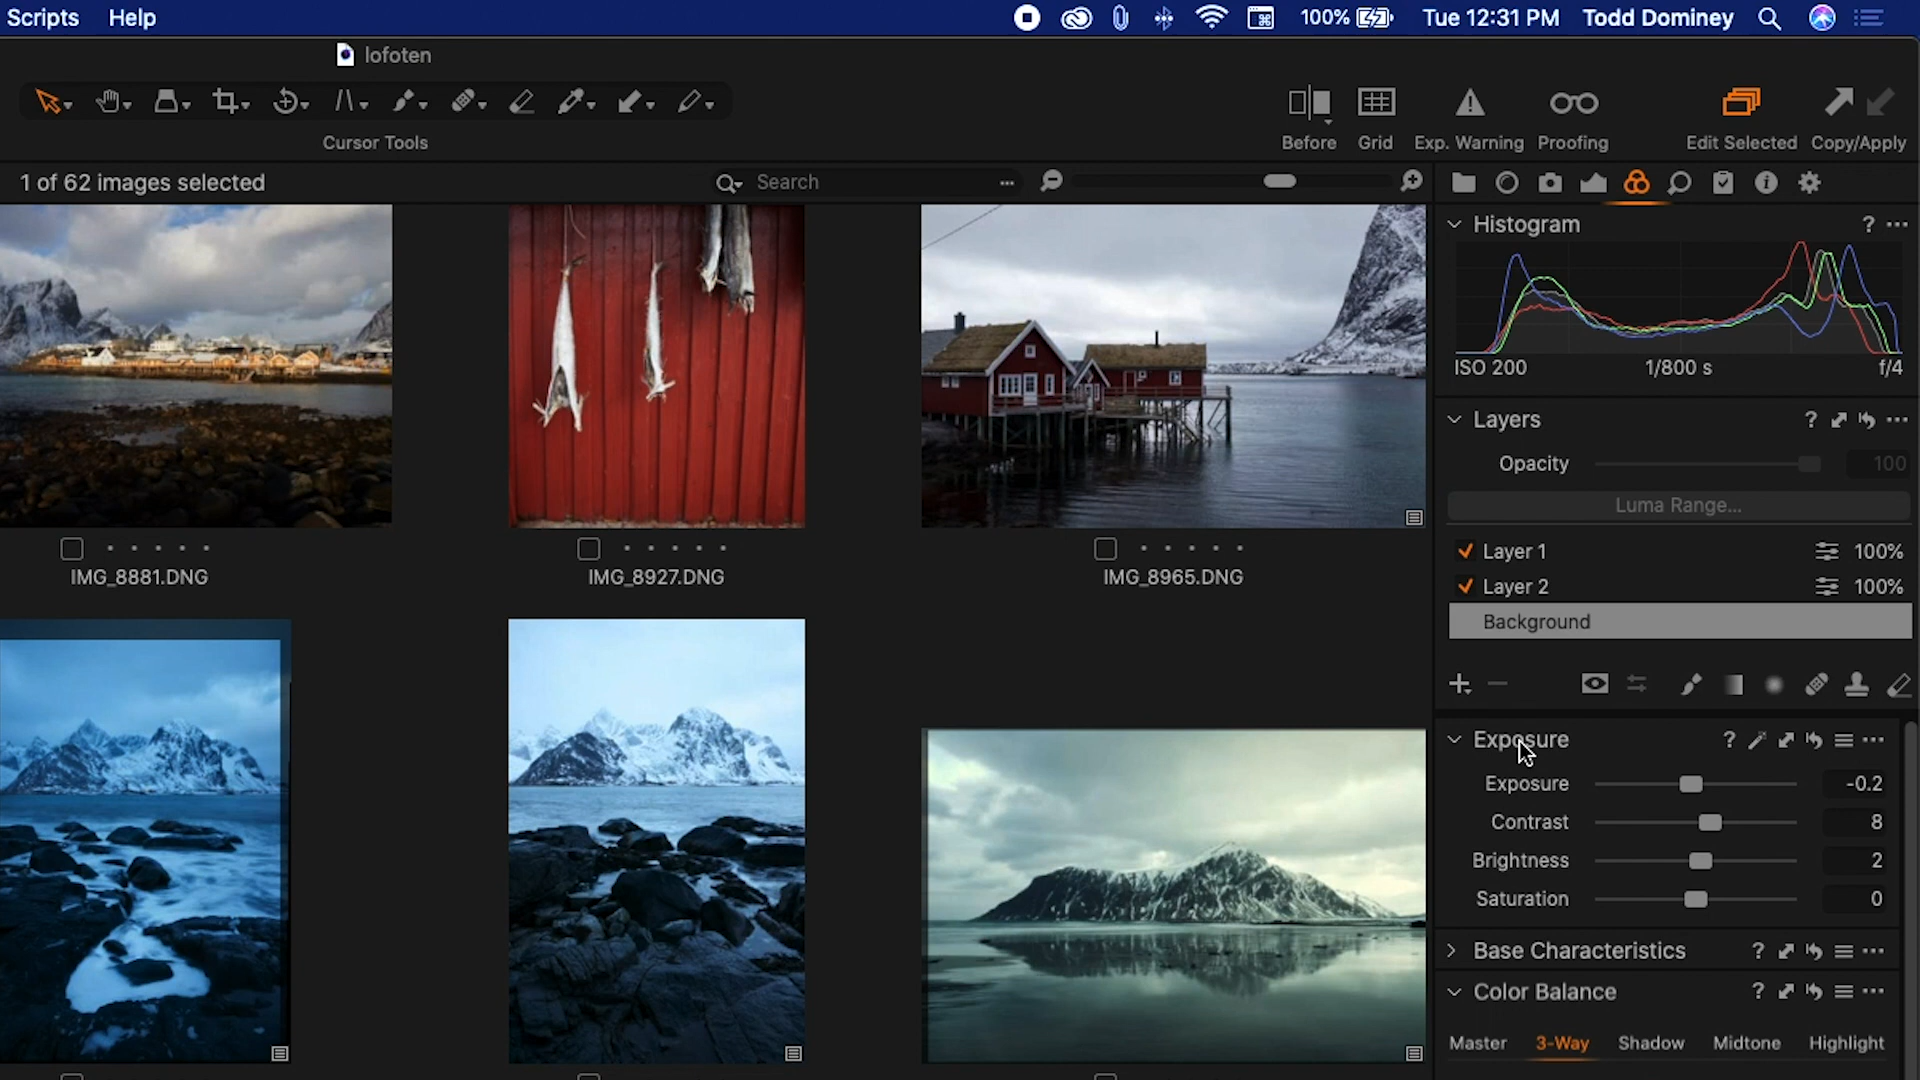 Scripts Help 100% Tue 12:31 PM Todd Dominey
lofoten
Cursor Tools Before Grid Exp. Warning Proofing Edit Selected Copy/Apply
1 of 62 images selected Search ...
Histogram ? ...
ISO 200 1/800 s f/4
Layers ? ...
Opacity 100
Luma Range...
Layer 1 100%
Layer 2 100%
Background
IMG_8881.DNG IMG_8927.DNG IMG_8965.DNG
Exposure ? ...
Exposure -0.2
Contrast 8
Brightness 2
Saturation 0
Base Characteristics ? ...
Color Balance ? ...
Master 3-Way Shadow Midtone Highlight